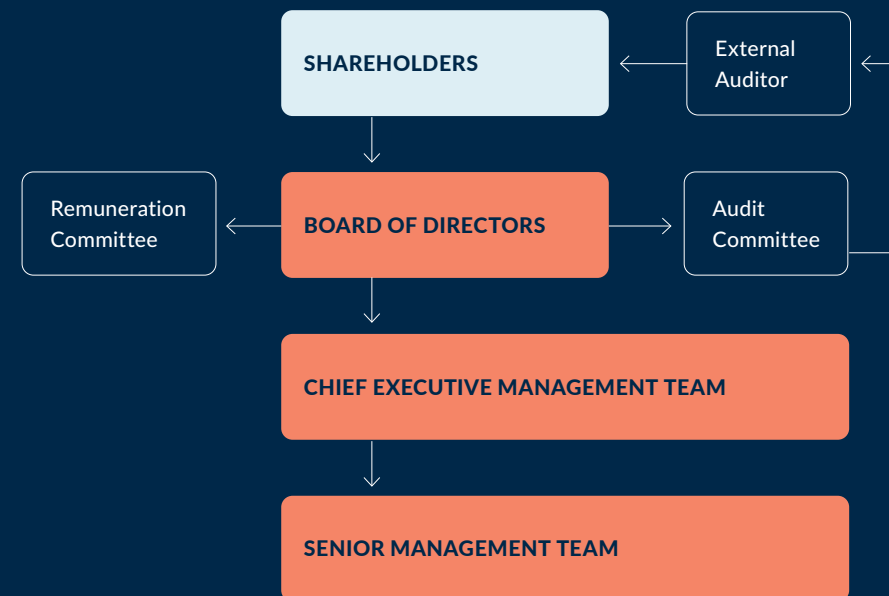 SHAREHOLDERS
External
Auditor
Remuneration
Committee
BOARD OF DIRECTORS
Audit
Committee
CHIEF EXECUTIVE MANAGEMENT TEAM
SENIOR MANAGEMENT TEAM